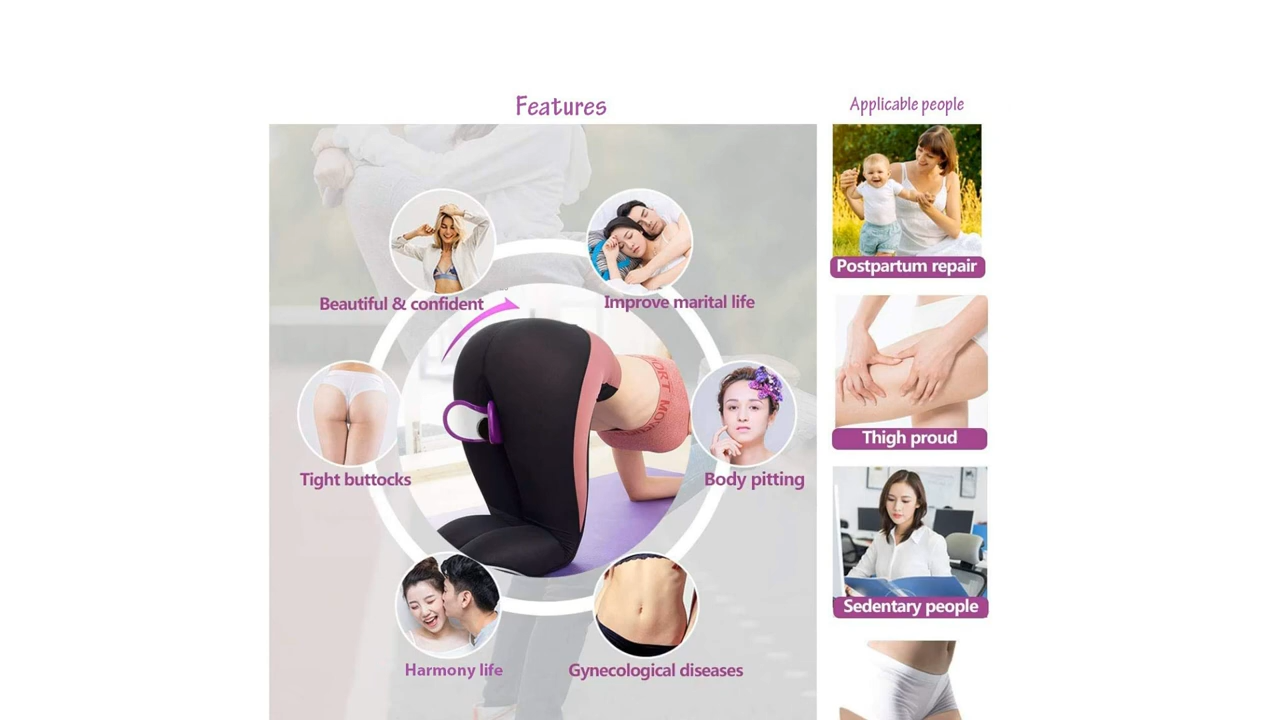 Features
Applicable people
Beautiful & confident
Improve marital life
Tight buttocks
Body pitting
Harmony life
Gynecological diseases
Postpartum repair
Thigh proud
Sedentary people